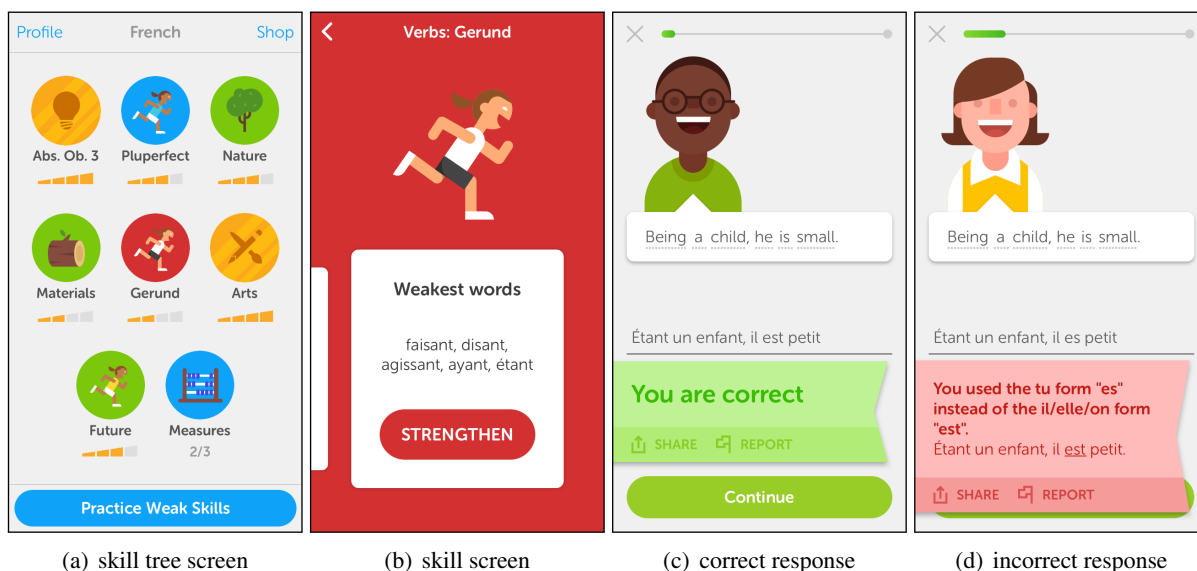 Profile French Shop
Abs. Ob. 3 Pluperfect Nature
Materials Gerund Arts
Future Measures
2/3
Practice Weak Skills
(a) skill tree screen
Verbs: Gerund
Weakest words
faisant, disant,
agissant, ayant, étant
STRENGTHEN
(b) skill screen
Being a child, he is small.
Étant un enfant, il est petit
You are correct
SHARE REPORT
Continue
(c) correct response
Being a child, he is small.
Étant un enfant, il es petit
You used the tu form "es"
instead of the il/elle/on form
"est".
Étant un enfant, il est petit.
SHARE REPORT
(d) incorrect response